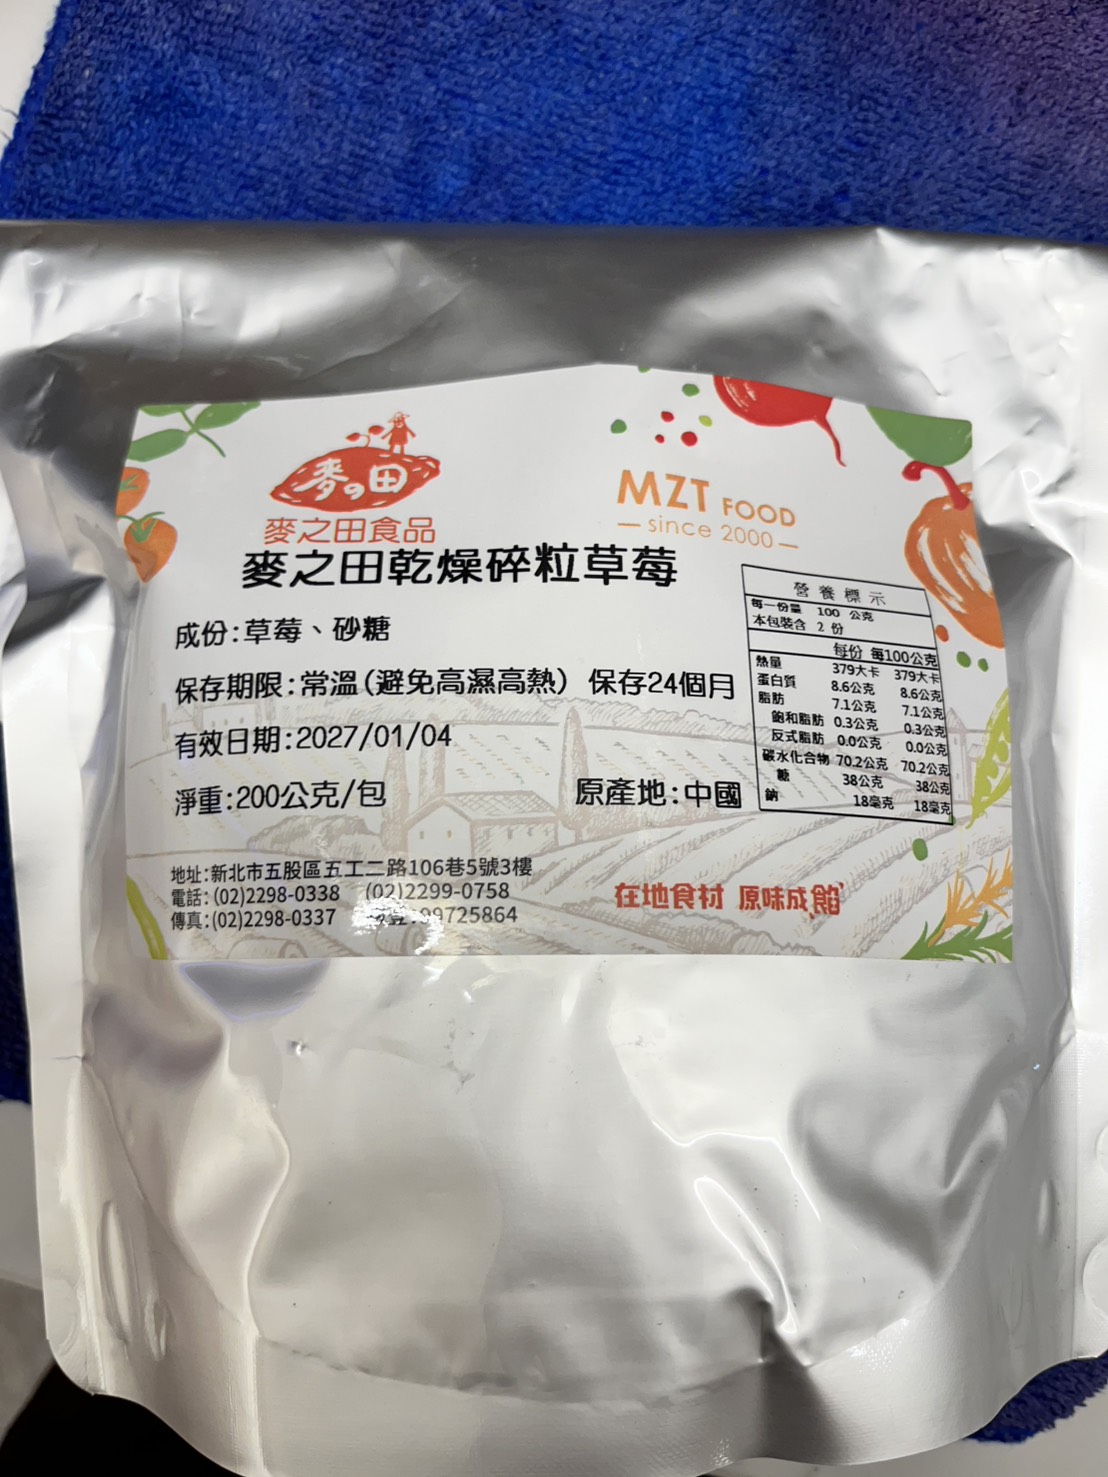 麥の田
麥之田食品
MZT FOOD
since 2000
麥之田乾燥碎粒草莓
成份:草莓、砂糖
保存期限:常溫(避免高濕高熱) 保存24個月
有效日期:2027/01/04
淨重:200公克/包 原產地:中國
營養標示
每一份量 100 公克
本包裝含 2 份
每份 每100公克
熱量 379大卡 379大卡
蛋白質 8.6公克 8.6公克
脂肪 7.1公克 7.1公克
飽和脂肪 0.3公克 0.3公克
反式脂肪 0.0公克 0.0公克
碳水化合物 70.2公克 70.2公克
糖 38公克 38公克
鈉 18毫克 18毫克
地址:新北市五股區五工二路106巷5號3樓
電話:(02)2298-0338 (02)2299-0758
傳真:(02)2298-0337 99725864
在地食材 原味成餡